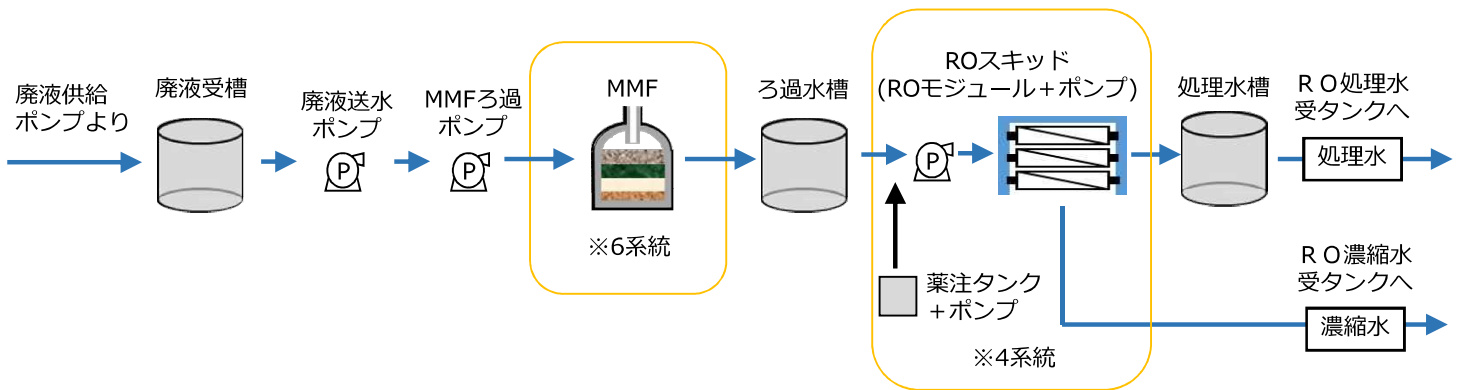 廃液供給
ポンプより
廃液受槽
廃液送水
ポンプ
P
MMFろ過
ポンプ
P
MMF
※6系統
ろ過水槽
ROスキッド
(ROモジュール＋ポンプ)
P
薬注タンク
＋ポンプ
※4系統
処理水槽
ＲＯ処理水
受タンクへ
処理水
ＲＯ濃縮水
受タンクへ
濃縮水